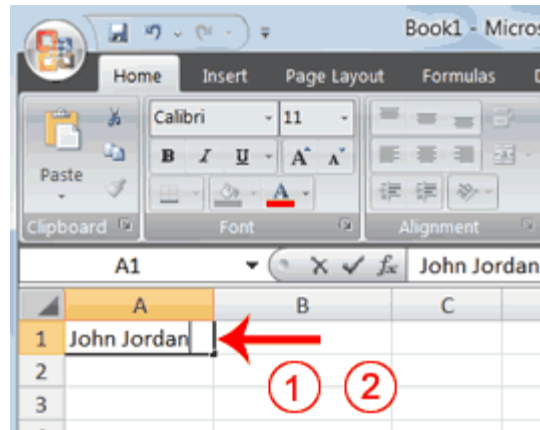 Book1 - Micros
Home Insert Page Layout Formulas
Calibri 11
B I U A A
Paste
A
Clipboard Font Alignment
A1 fx John Jordan
A B C
1 John Jordan
2 1 2
3